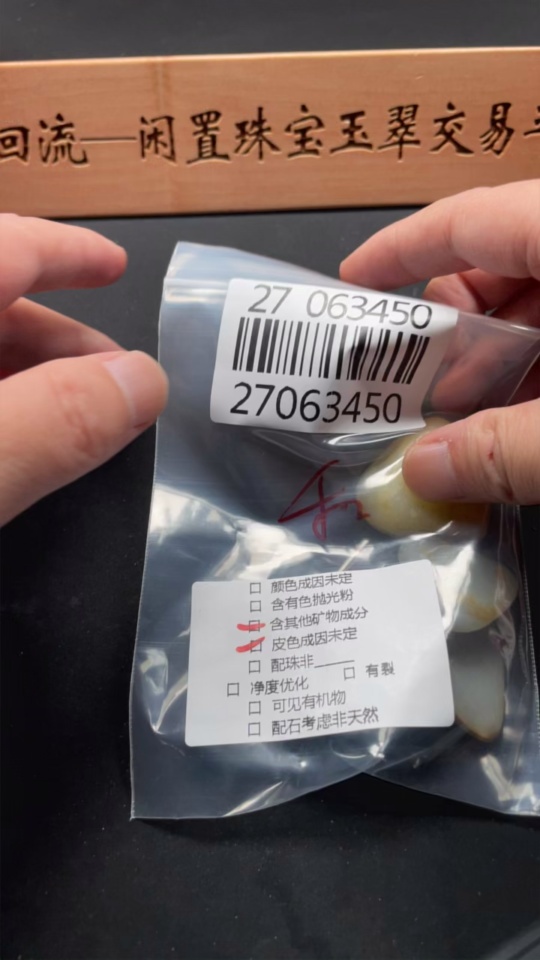 回流—闲置珠宝玉翠交易平
27 063450
27063450
颜色成因未定
含有色抛光粉
含其他矿物成分
皮色成因未定
配珠非
有裂
净度优化
可见有机物
配石考虑非天然